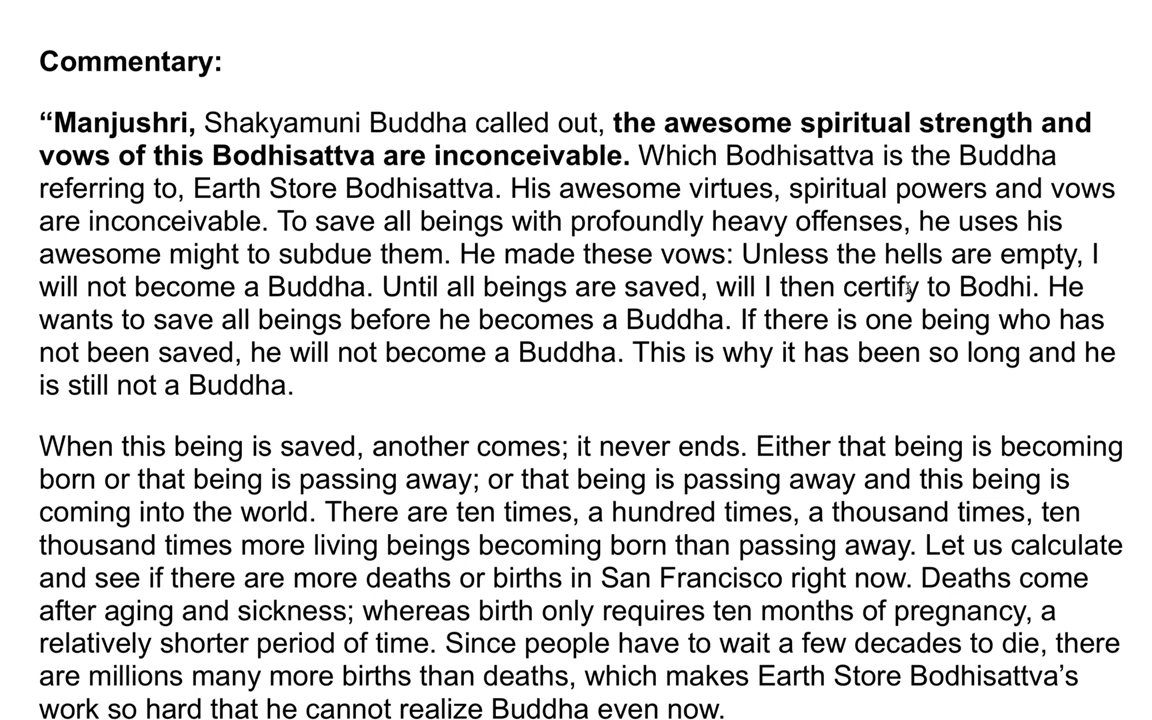 Commentary:
“Manjushri, Shakyamuni Buddha called out, the awesome spiritual strength and
vows of this Bodhisattva are inconceivable. Which Bodhisattva is the Buddha
referring to, Earth Store Bodhisattva. His awesome virtues, spiritual powers and vows
are inconceivable. To save all beings with profoundly heavy offenses, he uses his
awesome might to subdue them. He made these vows: Unless the hells are empty, I
will not become a Buddha. Until all beings are saved, will I then certify to Bodhi. He
wants to save all beings before he becomes a Buddha. If there is one being who has
not been saved, he will not become a Buddha. This is why it has been so long and he
is still not a Buddha.
When this being is saved, another comes; it never ends. Either that being is becoming
born or that being is passing away; or that being is passing away and this being is
coming into the world. There are ten times, a hundred times, a thousand times, ten
thousand times more living beings becoming born than passing away. Let us calculate
and see if there are more deaths or births in San Francisco right now. Deaths come
after aging and sickness; whereas birth only requires ten months of pregnancy, a
relatively shorter period of time. Since people have to wait a few decades to die, there
are millions many more births than deaths, which makes Earth Store Bodhisattva’s
work so hard that he cannot realize Buddha even now.